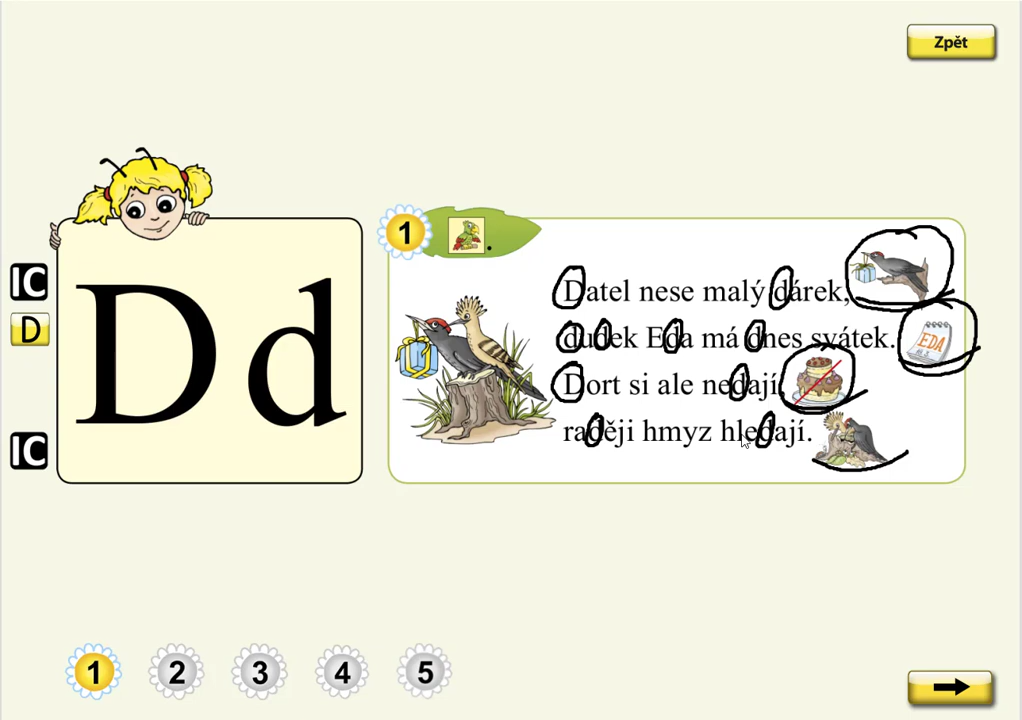 Zpět
IC
D
IC
D d
1
.
Datel nese malý dárek,
dudek Eda má dnes svátek.
EDA
Dort si ale nedají,
raději hmyz hledají.
1 2 3 4 5